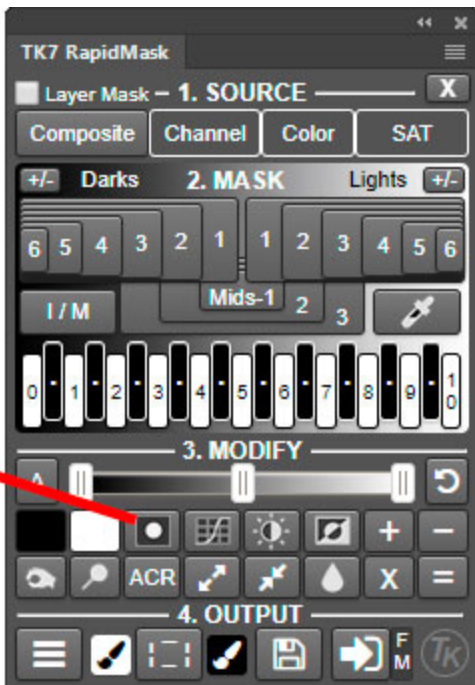 TK7 RapidMask
Layer Mask – 1. SOURCE
X
Composite Channel Color SAT
+/- Darks 2. MASK Lights +/-
6 5 4 3 2 1 1 2 3 4 5 6
I / M Mids-1 2 3
0 1 2 3 4 5 6 7 8 9 10
3. MODIFY
A
+ –
ACR X =
4. OUTPUT
F
M TK